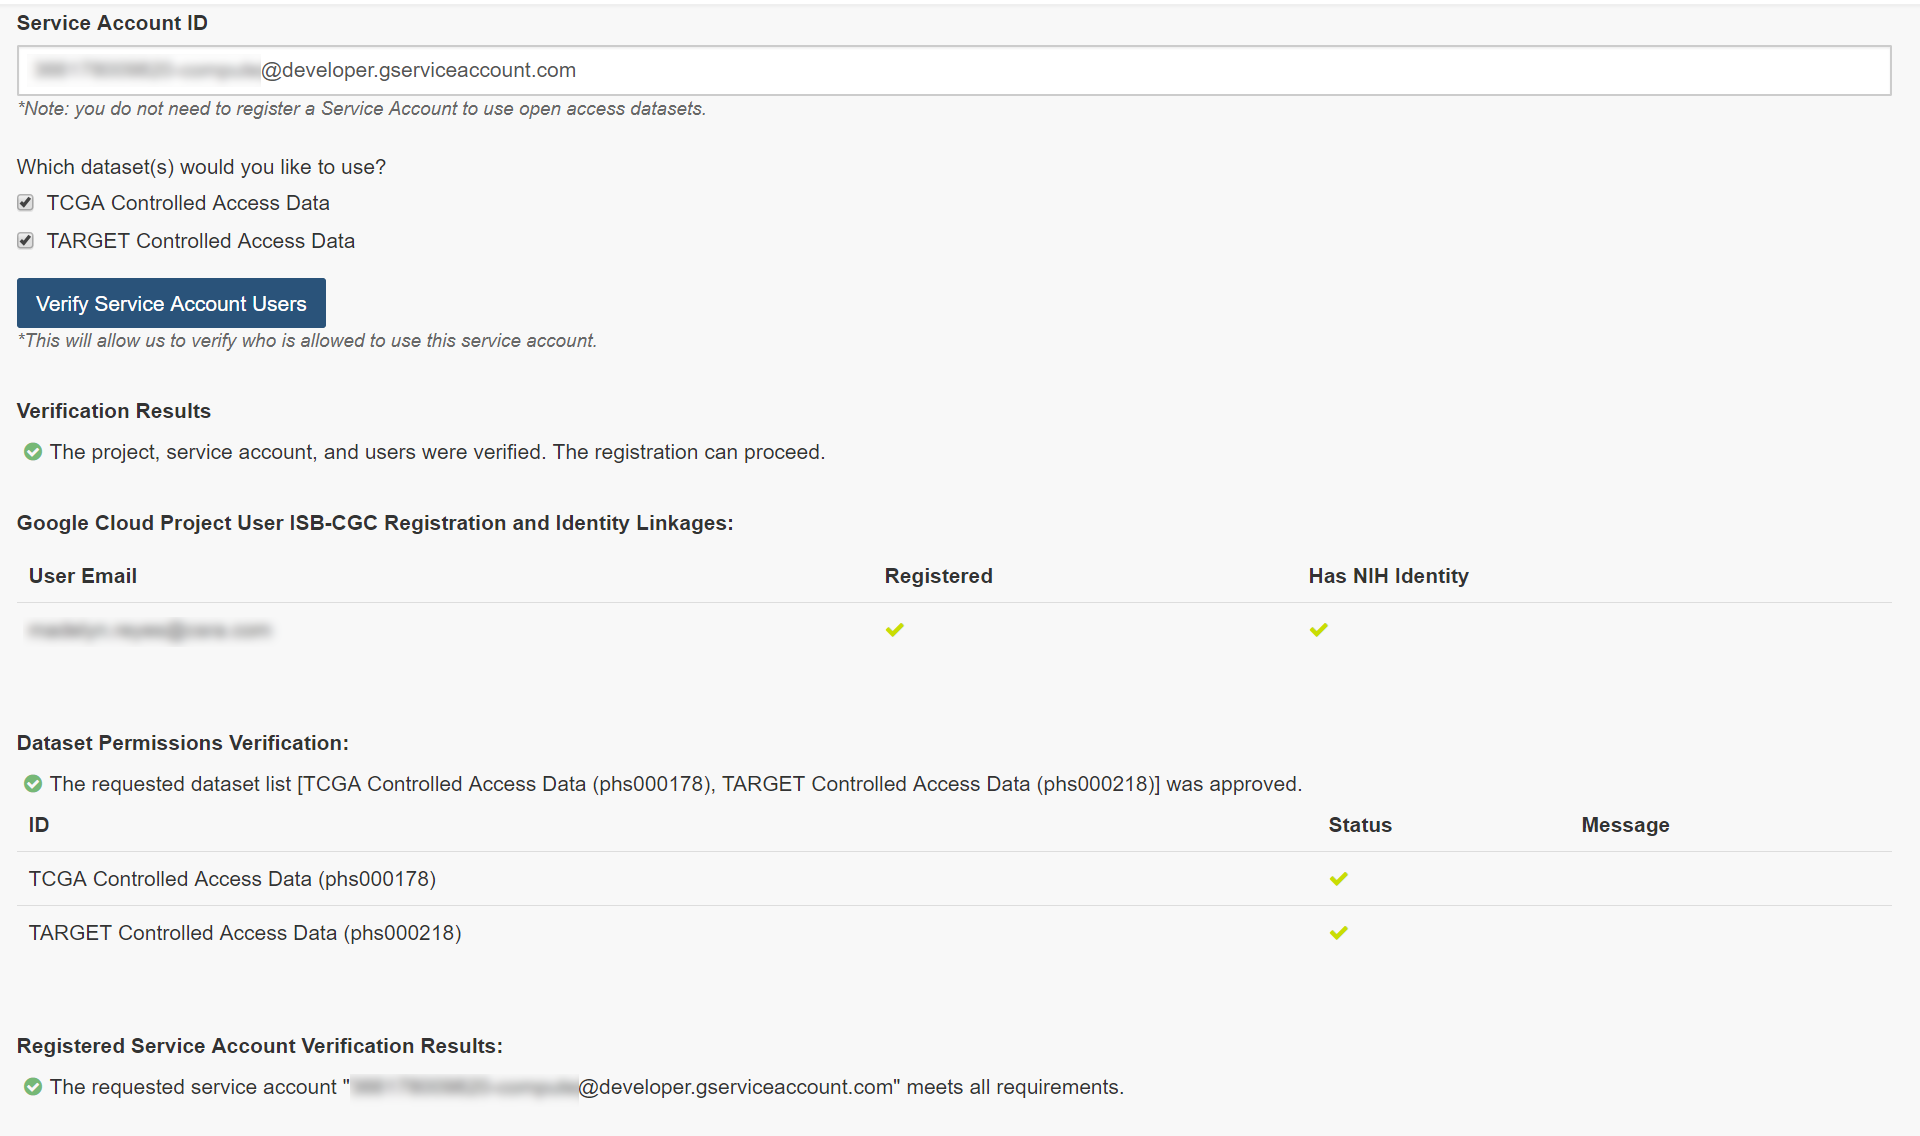 Service Account ID
@developer.gserviceaccount.com
*Note: you do not need to register a Service Account to use open access datasets.
Which dataset(s) would you like to use?
TCGA Controlled Access Data
TARGET Controlled Access Data
Verify Service Account Users
*This will allow us to verify who is allowed to use this service account.
Verification Results
The project, service account, and users were verified. The registration can proceed.
Google Cloud Project User ISB-CGC Registration and Identity Linkages:
User Email Registered Has NIH Identity
Dataset Permissions Verification:
The requested dataset list [TCGA Controlled Access Data (phs000178), TARGET Controlled Access Data (phs000218)] was approved.
ID Status Message
TCGA Controlled Access Data (phs000178)
TARGET Controlled Access Data (phs000218)
Registered Service Account Verification Results:
The requested service account "@developer.gserviceaccount.com" meets all requirements.